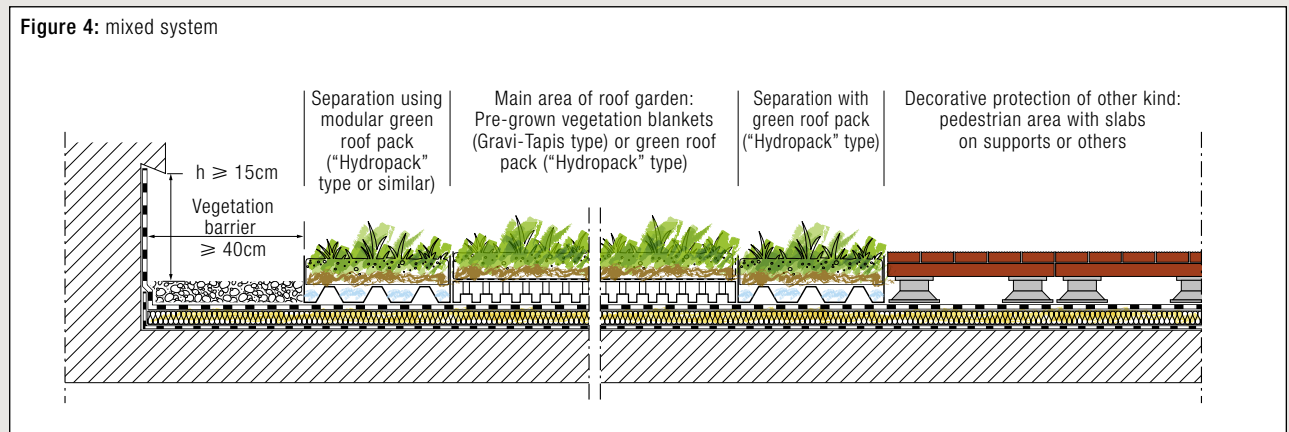 Figure 4: mixed system
Separation using
modular green
roof pack
(“Hydropack”
type or similar)
Main area of roof garden:
Pre-grown vegetation blankets
(Gravi-Tapis type) or green roof
pack (“Hydropack” type)
Separation with
green roof pack
(“Hydropack” type)
Decorative protection of other kind:
pedestrian area with slabs
on supports or others
h ⩾ 15cm
Vegetation
barrier
⩾ 40cm